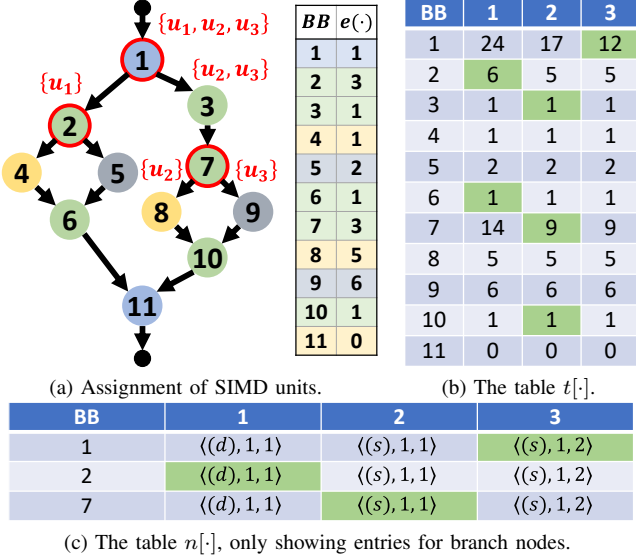 {u₁, u₂, u₃}
1
{u₁}
{u₂, u₃}
2
3
4
5
{u₂}
7
{u₃}
6
8
9
10
11
BB e(·)
1 1
2 3
3 1
4 1
5 2
6 1
7 3
8 5
9 6
10 1
11 0
(a) Assignment of SIMD units.
BB 1 2 3
1 24 17 12
2 6 5 5
3 1 1 1
4 1 1 1
5 2 2 2
6 1 1 1
7 14 9 9
8 5 5 5
9 6 6 6
10 1 1 1
11 0 0 0
(b) The table t[·].
BB 1 2 3
1 ⟨(d), 1, 1⟩ ⟨(s), 1, 1⟩ ⟨(s), 1, 2⟩
2 ⟨(d), 1, 1⟩ ⟨(s), 1, 1⟩ ⟨(s), 1, 2⟩
7 ⟨(d), 1, 1⟩ ⟨(s), 1, 1⟩ ⟨(s), 1, 2⟩
(c) The table n[·], only showing entries for branch nodes.